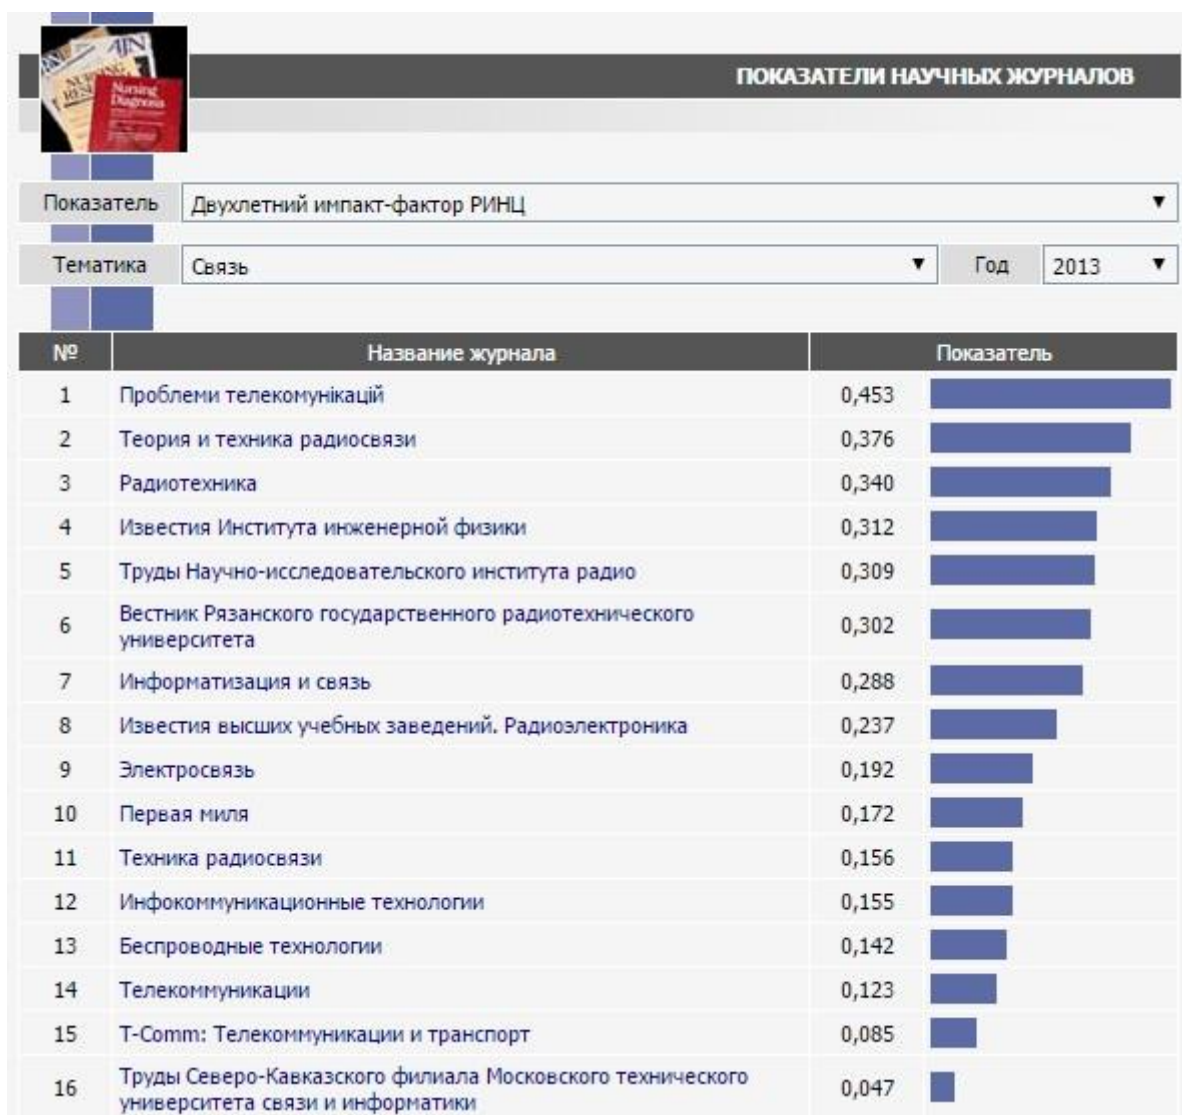 AJN
Nursing
Diagnosis
ПОКАЗАТЕЛИ НАУЧНЫХ ЖУРНАЛОВ
Показатель Двухлетний импакт-фактор РИНЦ ▼
Тематика Связь ▼ Год 2013 ▼
№ Название журнала Показатель
1 Проблеми телекомунікацій 0,453
2 Теория и техника радиосвязи 0,376
3 Радиотехника 0,340
4 Известия Института инженерной физики 0,312
5 Труды Научно-исследовательского института радио 0,309
6 Вестник Рязанского государственного радиотехнического
университета 0,302
7 Информатизация и связь 0,288
8 Известия высших учебных заведений. Радиоэлектроника 0,237
9 Электросвязь 0,192
10 Первая миля 0,172
11 Техника радиосвязи 0,156
12 Инфокоммуникационные технологии 0,155
13 Беспроводные технологии 0,142
14 Телекоммуникации 0,123
15 T-Comm: Телекоммуникации и транспорт 0,085
16 Труды Северо-Кавказского филиала Московского технического
университета связи и информатики 0,047